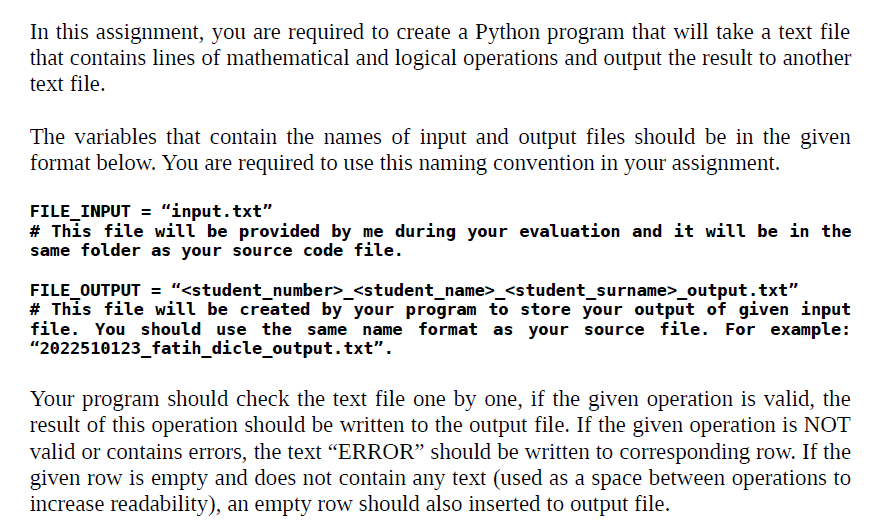 In this assignment, you are required to create a Python program that will take a text file
that contains lines of mathematical and logical operations and output the result to another
text file.
The variables that contain the names of input and output files should be in the given
format below. You are required to use this naming convention in your assignment.
FILE_INPUT = “input.txt”
# This file will be provided by me during your evaluation and it will be in the
same folder as your source code file.
FILE_OUTPUT = “<student_number>_<student_name>_<student_surname>_output.txt”
# This file will be created by your program to store your output of given input
file. You should use the same name format as your source file. For example:
“2022510123_fatih_dicle_output.txt”.
Your program should check the text file one by one, if the given operation is valid, the
result of this operation should be written to the output file. If the given operation is NOT
valid or contains errors, the text “ERROR” should be written to corresponding row. If the
given row is empty and does not contain any text (used as a space between operations to
increase readability), an empty row should also inserted to output file.